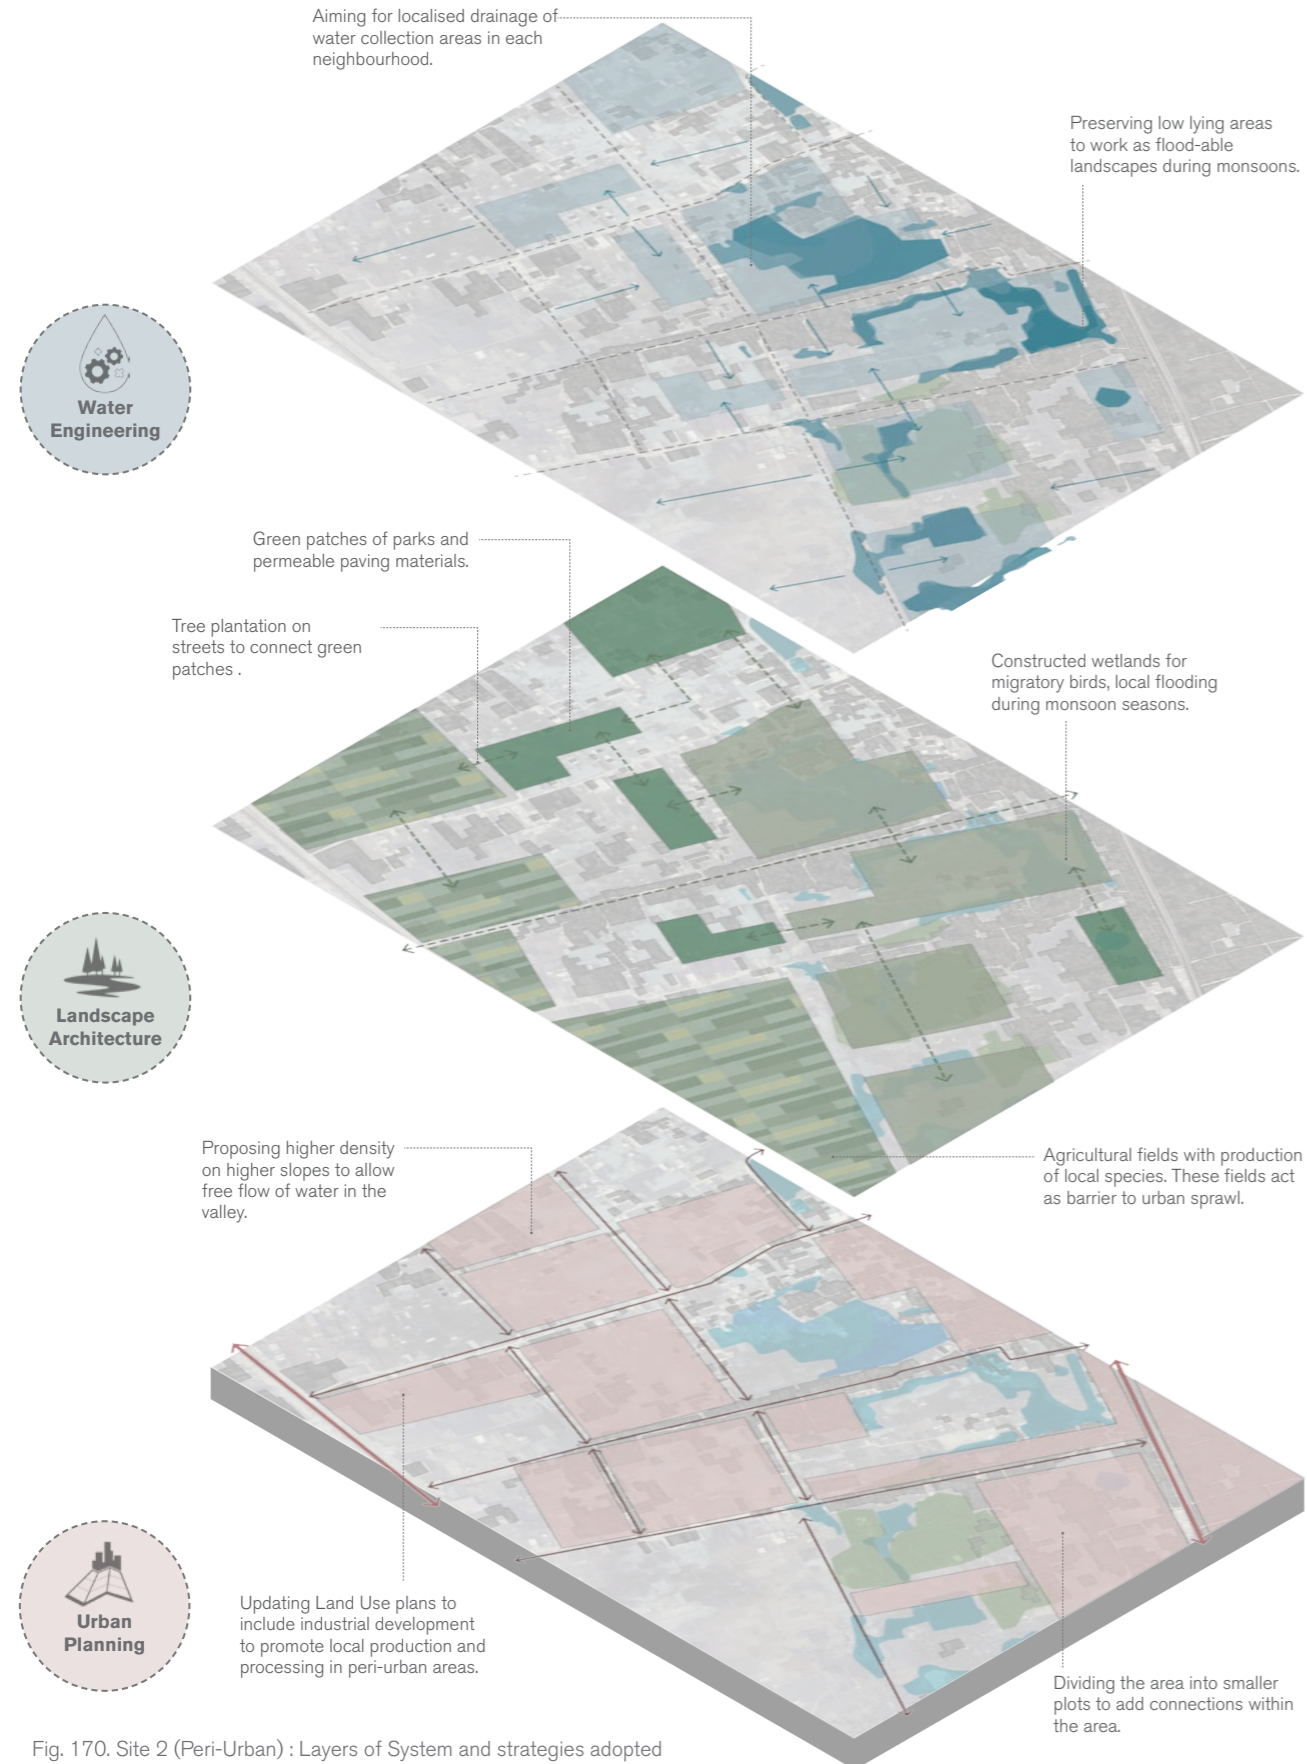 Aiming for localised drainage of
water collection areas in each
neighbourhood.
Preserving low lying areas
to work as flood-able
landscapes during monsoons.
Water
Engineering
Green patches of parks and
permeable paving materials.
Tree plantation on
streets to connect green
patches .
Constructed wetlands for
migratory birds, local flooding
during monsoon seasons.
Landscape
Architecture
Proposing higher density
on higher slopes to allow
free flow of water in the
valley.
Agricultural fields with production
of local species. These fields act
as barrier to urban sprawl.
Urban
Planning
Updating Land Use plans to
include industrial development
to promote local production and
processing in peri-urban areas.
Dividing the area into smaller
plots to add connections within
the area.
Fig. 170. Site 2 (Peri-Urban) : Layers of System and strategies adopted